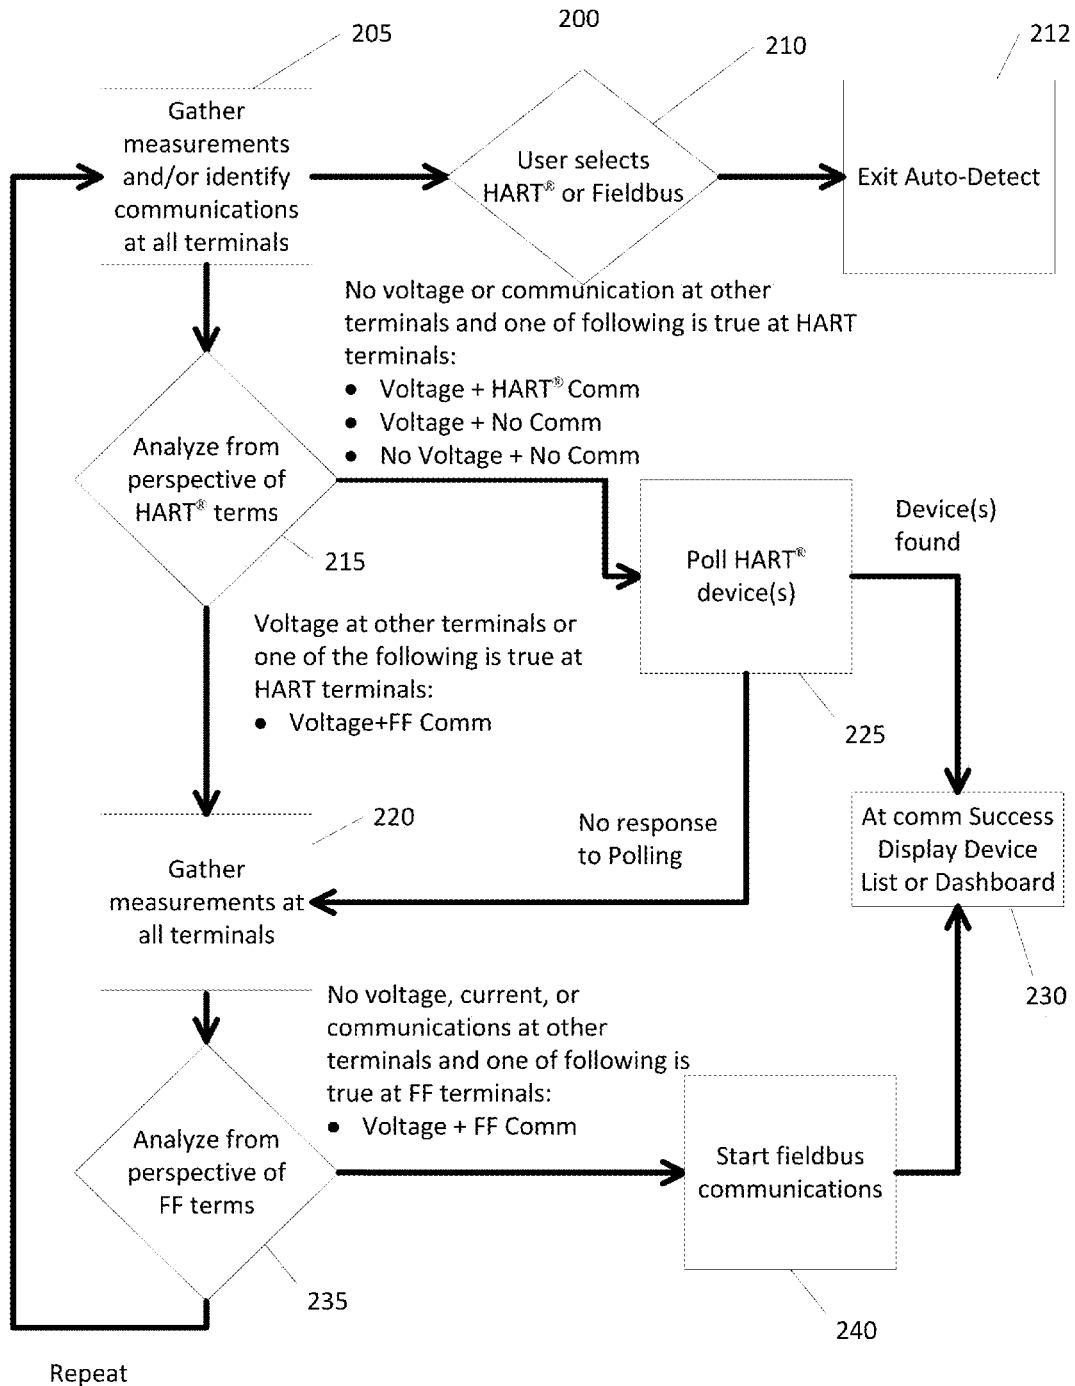 200
205
210
212
Gather
measurements
and/or identify
communications
at all terminals
User selects
HART® or Fieldbus
Exit Auto-Detect
No voltage or communication at other
terminals and one of following is true at HART
terminals:
● Voltage + HART® Comm
● Voltage + No Comm
● No Voltage + No Comm
Analyze from
perspective of
HART® terms
215
Poll HART®
device(s)
225
Device(s)
found
Voltage at other terminals or
one of the following is true at
HART terminals:
● Voltage+FF Comm
220
Gather
measurements at
all terminals
No response
to Polling
At comm Success
Display Device
List or Dashboard
230
No voltage, current, or
communications at other
terminals and one of following is
true at FF terminals:
● Voltage + FF Comm
Analyze from
perspective of
FF terms
235
Start fieldbus
communications
240
Repeat